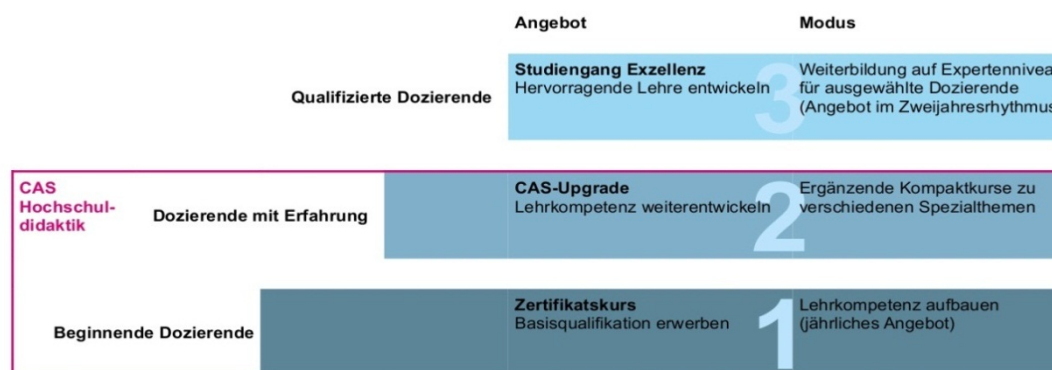 Angebot Modus
Qualifizierte Dozierende
Studiengang Exzellenz
Hervorragende Lehre entwickeln
3
Weiterbildung auf Expertennivea
für ausgewählte Dozierende
(Angebot im Zweijahresrhythmus
CAS
Hochschul-
didaktik
Dozierende mit Erfahrung
CAS-Upgrade
Lehrkompetenz weiterentwickeln
2
Ergänzende Kompaktkurse zu
verschiedenen Spezialthemen
Beginnende Dozierende
Zertifikatskurs
Basisqualifikation erwerben
1
Lehrkompetenz aufbauen
(jährliches Angebot)